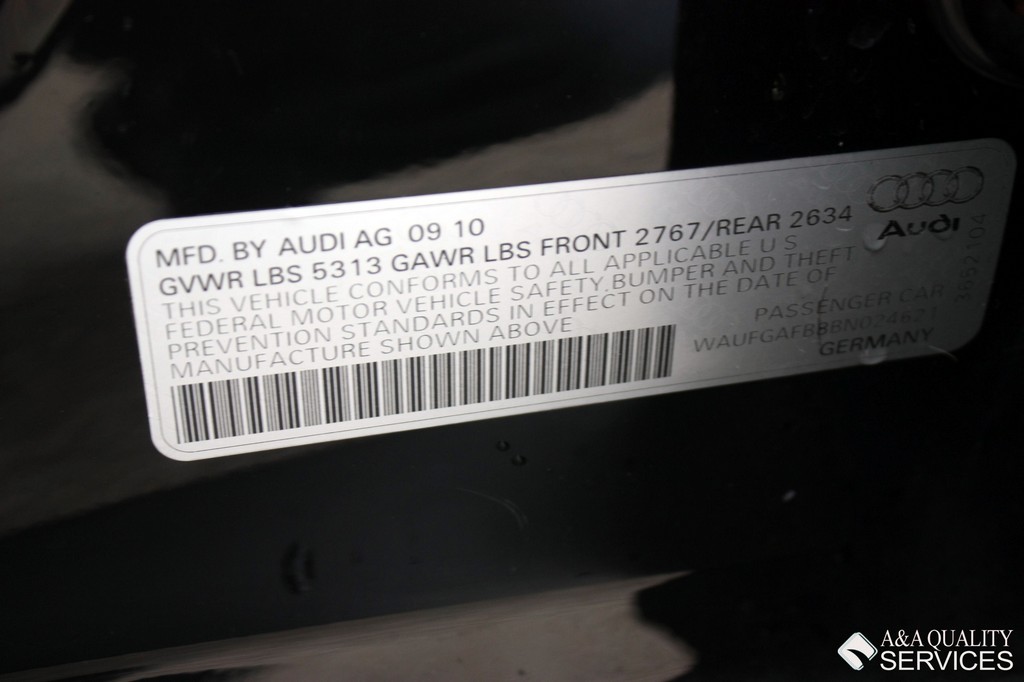 MFD. BY AUDI AG 09 10
GVWR LBS 5313 GAWR LBS FRONT 2767/REAR 2634
THIS VEHICLE CONFORMS TO ALL APPLICABLE U S
FEDERAL MOTOR VEHICLE SAFETY,BUMPER AND THEFT
PREVENTION STANDARDS IN EFFECT ON THE DATE OF
MANUFACTURE SHOWN ABOVE
Audi
PASSENGER CAR
WAUFGAFB8BN024621
GERMANY
3652104
A&A QUALITY
SERVICES